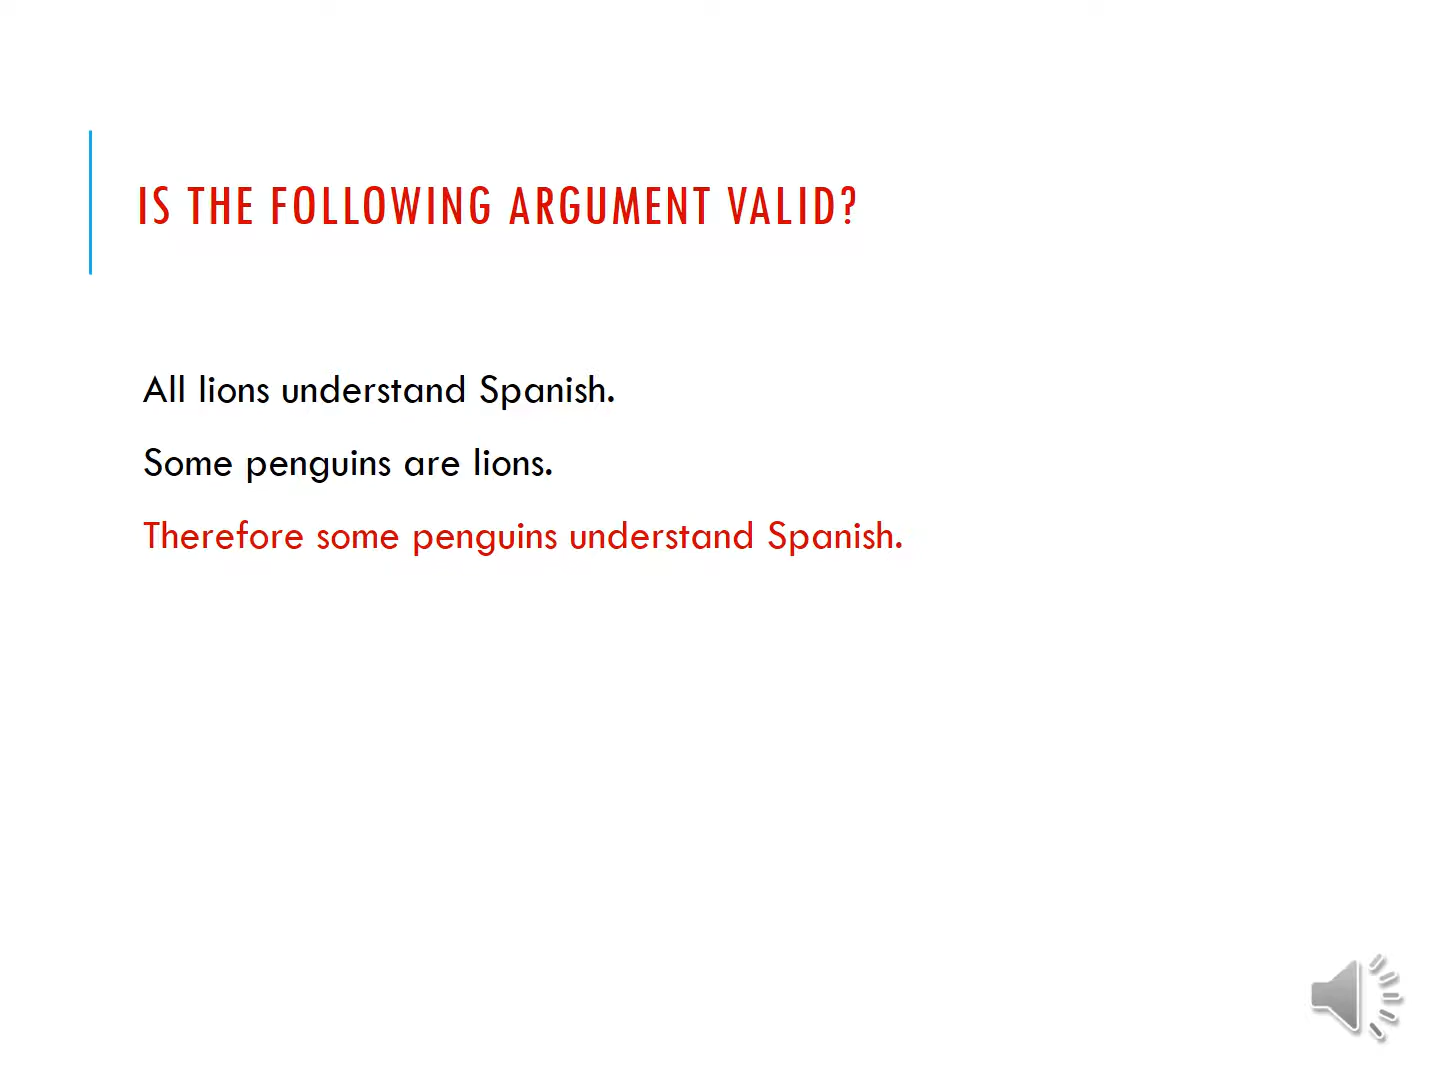 IS THE FOLLOWING ARGUMENT VALID?
All lions understand Spanish.
Some penguins are lions.
Therefore some penguins understand Spanish.